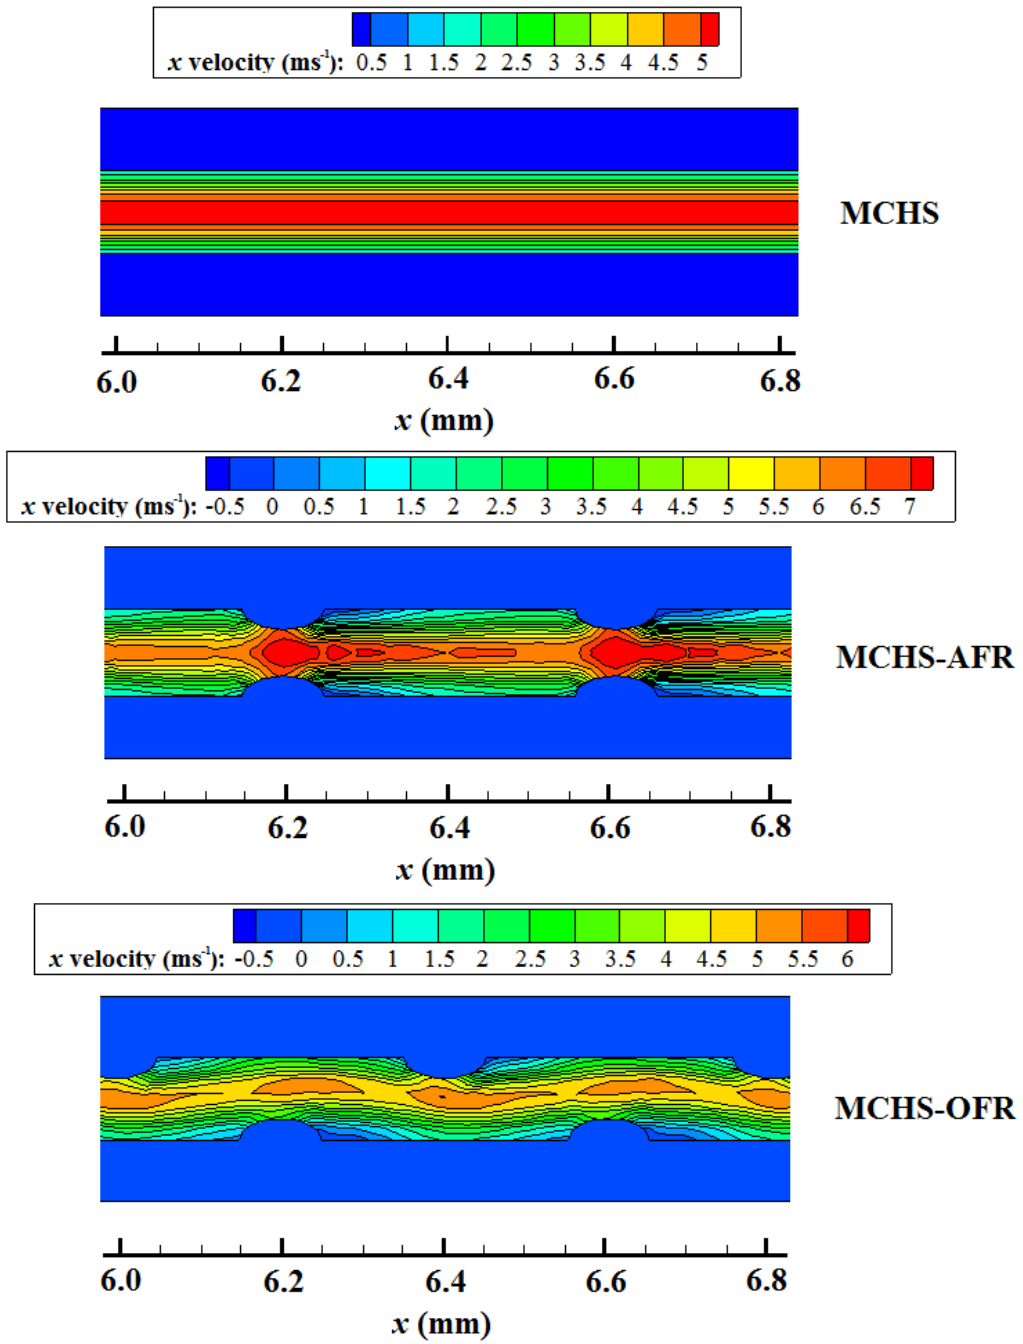 x velocity (ms⁻¹): 0.5 1 1.5 2 2.5 3 3.5 4 4.5 5
MCHS
6.0 6.2 6.4 6.6 6.8
x (mm)
x velocity (ms⁻¹): -0.5 0 0.5 1 1.5 2 2.5 3 3.5 4 4.5 5 5.5 6 6.5 7
MCHS-AFR
6.0 6.2 6.4 6.6 6.8
x (mm)
x velocity (ms⁻¹): -0.5 0 0.5 1 1.5 2 2.5 3 3.5 4 4.5 5 5.5 6
MCHS-OFR
6.0 6.2 6.4 6.6 6.8
x (mm)